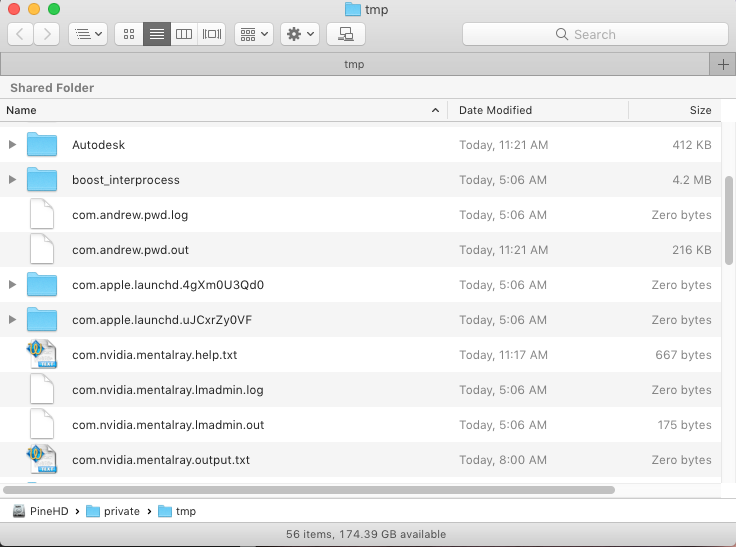 tmp
Search
tmp
Shared Folder
Name Date Modified Size
Autodesk Today, 11:21 AM 412 KB
boost_interprocess Today, 5:06 AM 4.2 MB
com.andrew.pwd.log Today, 5:06 AM Zero bytes
com.andrew.pwd.out Today, 11:21 AM 216 KB
com.apple.launchd.4gXm0U3Qd0 Today, 5:06 AM Zero bytes
com.apple.launchd.uJCxrZy0VF Today, 5:06 AM Zero bytes
com.nvidia.mentalray.help.txt Today, 11:17 AM 667 bytes
com.nvidia.mentalray.lmadmin.log Today, 5:06 AM Zero bytes
com.nvidia.mentalray.lmadmin.out Today, 5:06 AM 175 bytes
com.nvidia.mentalray.output.txt Today, 8:00 AM Zero bytes
PineHD › private › tmp
56 items, 174.39 GB available